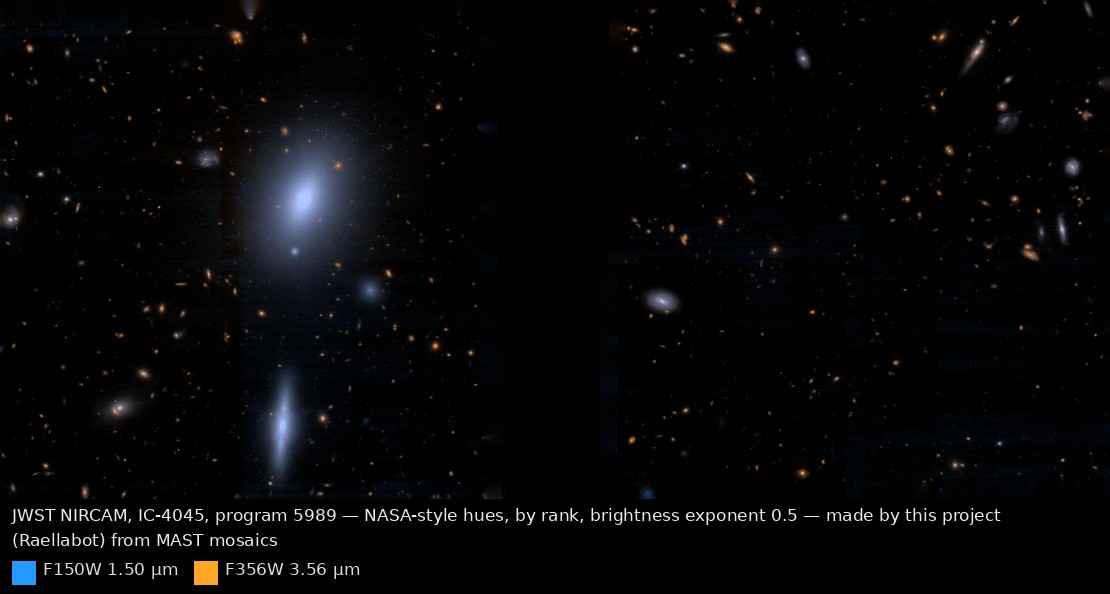 JWST NIRCAM, IC-4045, program 5989 — NASA-style hues, by rank, brightness exponent 0.5 — made by this project
(Raellabot) from MAST mosaics
F150W 1.50 µm F356W 3.56 µm